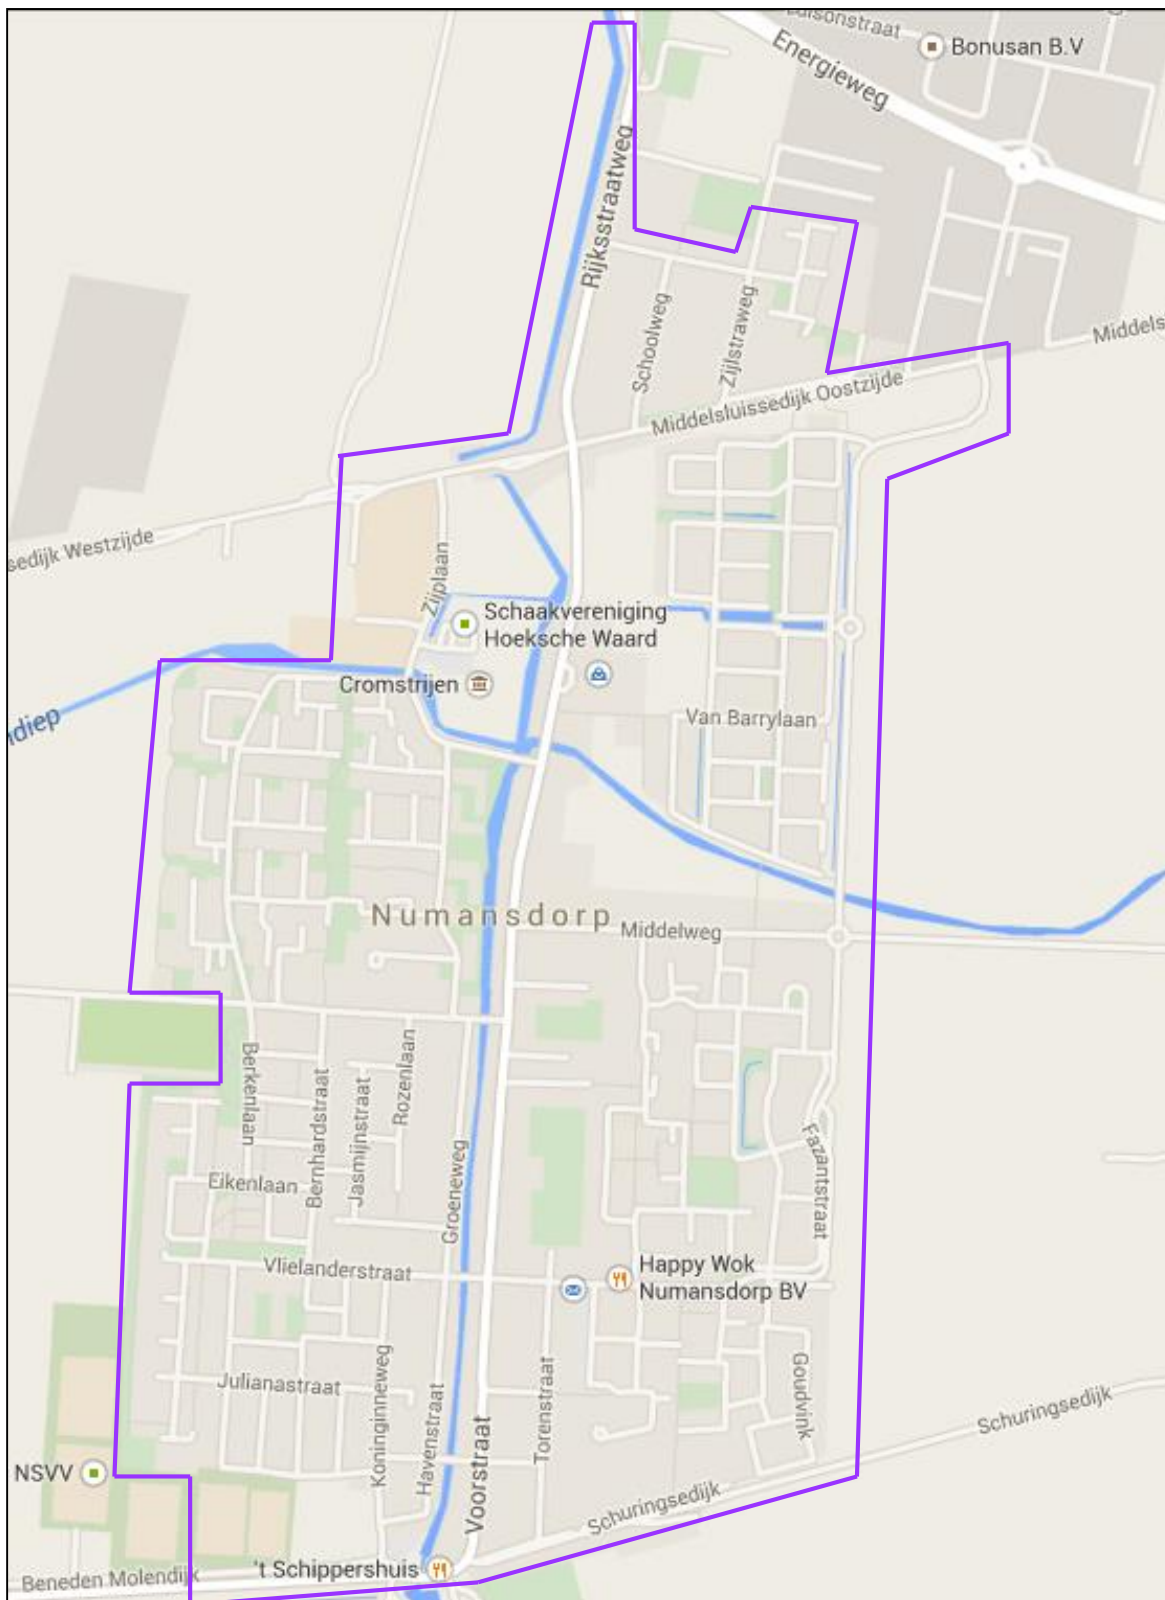 Energieweg
Bonusan B.V
Rijksstraatweg
Schoolweg
Zijlstraweg
Middels
Middelsluissedijk Oostzijde
sedijk Westzijde
Zijplaan
Schaakvereniging
Hoeksche Waard
Cromstrijen
diep
Van Barrylaan
Numansdorp
Middelweg
Berkenlaan
Bernhardstraat
Jasmijnstraat
Rozenlaan
Groeneweg
Fazantstraat
Eikenlaan
Vlielanderstraat
Happy Wok
Numansdorp BV
Julianastraat
Koninginneweg
Havenstraat
Voorstraat
Torenstraat
Goudvink
Schuringsedijk
NSVV
Schuringsedijk
't Schippershuis
Beneden Molendijk